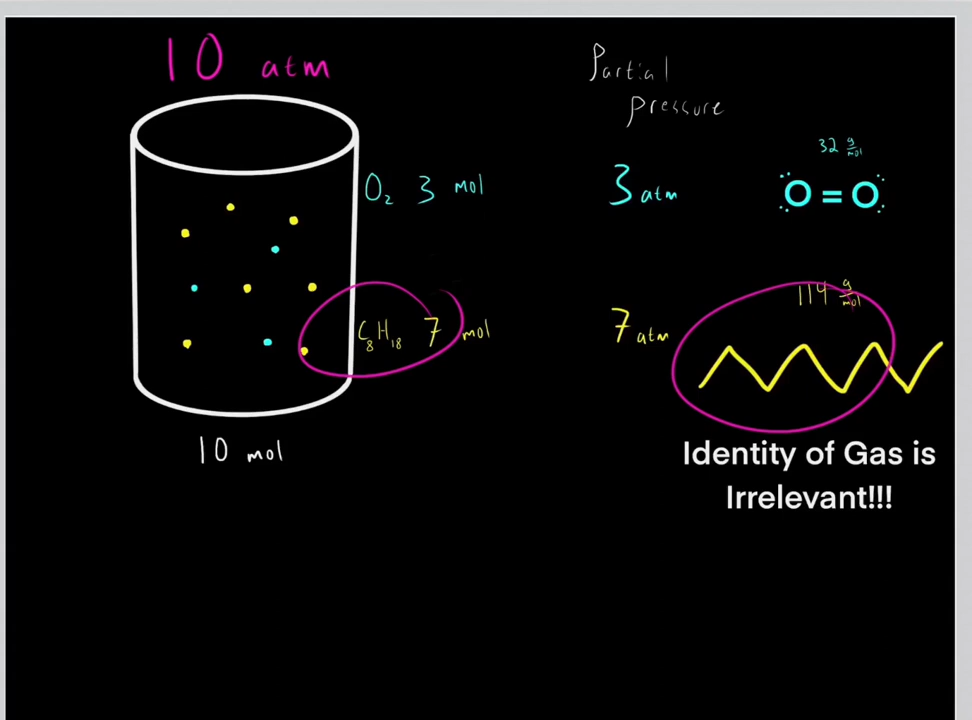 10 atm
Partial
pressure
32 g/mol
O₂ 3 mol
3 atm
O=O
114 g/mol
C₈H₁₈ 7 mol
7 atm
10 mol
Identity of Gas is
Irrelevant!!!